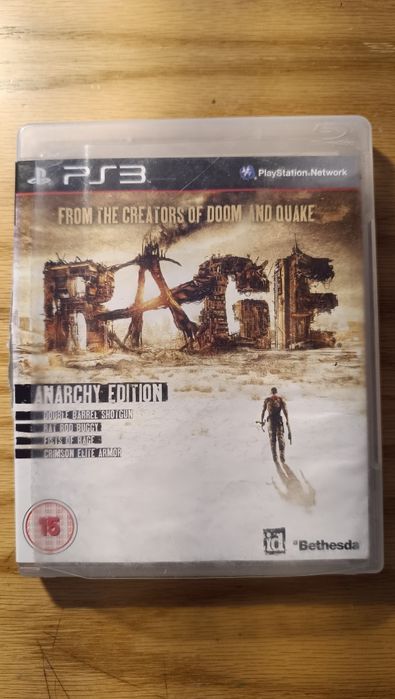 PS3
PlayStation Network
FROM THE CREATORS OF DOOM AND QUAKE
RAGE
ANARCHY EDITION
DOUBLE BARREL SHOTGUN
RAT ROD BUGGY
FISTS OF RAGE
CRIMSON ELITE ARMOR
15
id
Bethesda